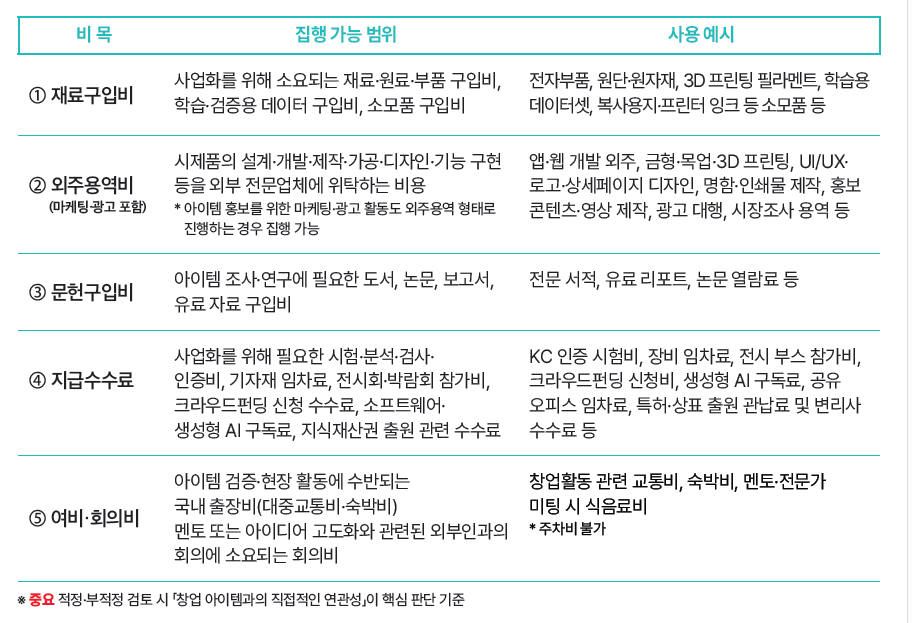 비 목 집행 가능 범위 사용 예시
① 재료구입비
사업화를 위해 소요되는 재료·원료·부품 구입비,
학습·검증용 데이터 구입비, 소모품 구입비
전자부품, 원단·원자재, 3D 프린팅 필라멘트, 학습용
데이터셋, 복사용지·프린터 잉크 등 소모품 등
② 외주용역비
(마케팅·광고 포함)
시제품의 설계·개발·제작·가공·디자인·기능 구현
등을 외부 전문업체에 위탁하는 비용
* 아이템 홍보를 위한 마케팅·광고 활동도 외주용역 형태로
진행하는 경우 집행 가능
앱·웹 개발 외주, 금형·목업·3D 프린팅, UI/UX·
로고·상세페이지 디자인, 명함·인쇄물 제작, 홍보
콘텐츠·영상 제작, 광고 대행, 시장조사 용역 등
③ 문헌구입비
아이템 조사·연구에 필요한 도서, 논문, 보고서,
유료 자료 구입비
전문 서적, 유료 리포트, 논문 열람료 등
④ 지급수수료
사업화를 위해 필요한 시험·분석·검사·
인증비, 기자재 임차료, 전시회·박람회 참가비,
크라우드펀딩 신청 수수료, 소프트웨어·
생성형 AI 구독료, 지식재산권 출원 관련 수수료
KC 인증 시험비, 장비 임차료, 전시 부스 참가비,
크라우드펀딩 신청비, 생성형 AI 구독료, 공유
오피스 임차료, 특허·상표 출원 관납료 및 변리사
수수료 등
⑤ 여비·회의비
아이템 검증·현장 활동에 수반되는
국내 출장비(대중교통비·숙박비)
멘토 또는 아이디어 고도화와 관련된 외부인과의
회의에 소요되는 회의비
창업활동 관련 교통비, 숙박비, 멘토·전문가
미팅 시 식음료비
* 주차비 불가
※ 중요 적정·부적정 검토 시 「창업 아이템과의 직접적인 연관성」이 핵심 판단 기준